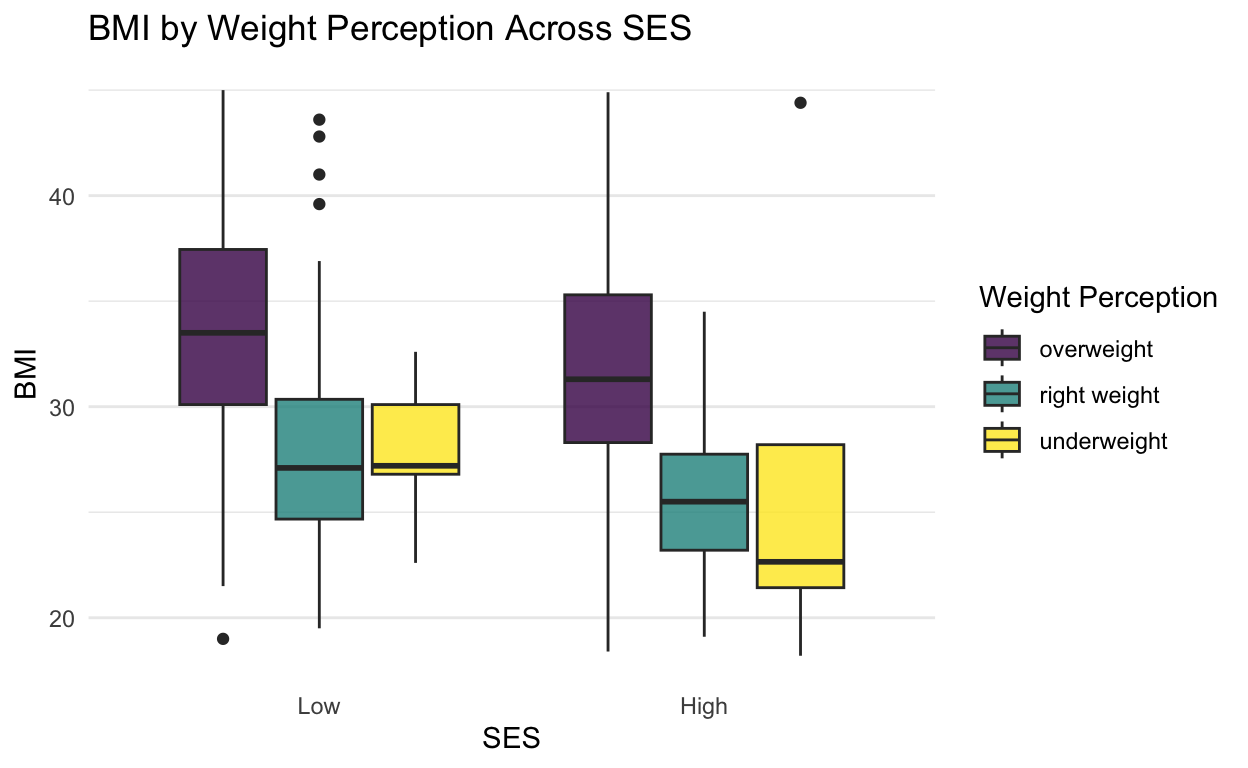 BMI by Weight Perception Across SES
40
30
20
BMI
Low
High
SES
Weight Perception
overweight
right weight
underweight